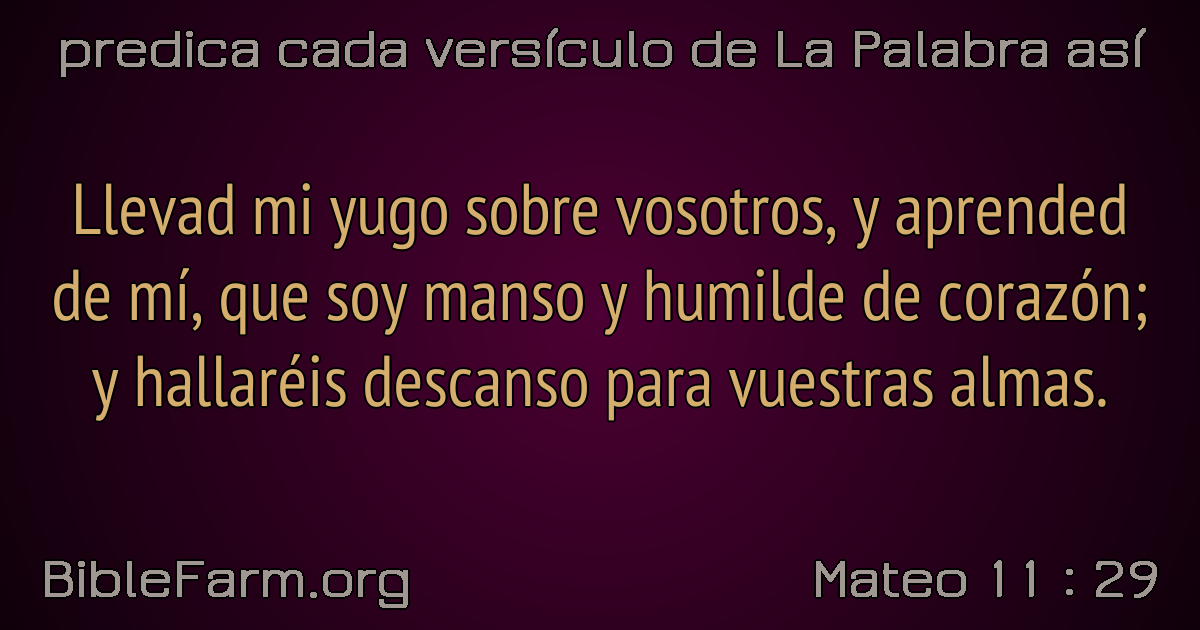 predica cada versículo de La Palabra así
Llevad mi yugo sobre vosotros, y aprended
de mí, que soy manso y humilde de corazón;
y hallaréis descanso para vuestras almas.
BibleFarm.org
Mateo 11 : 29